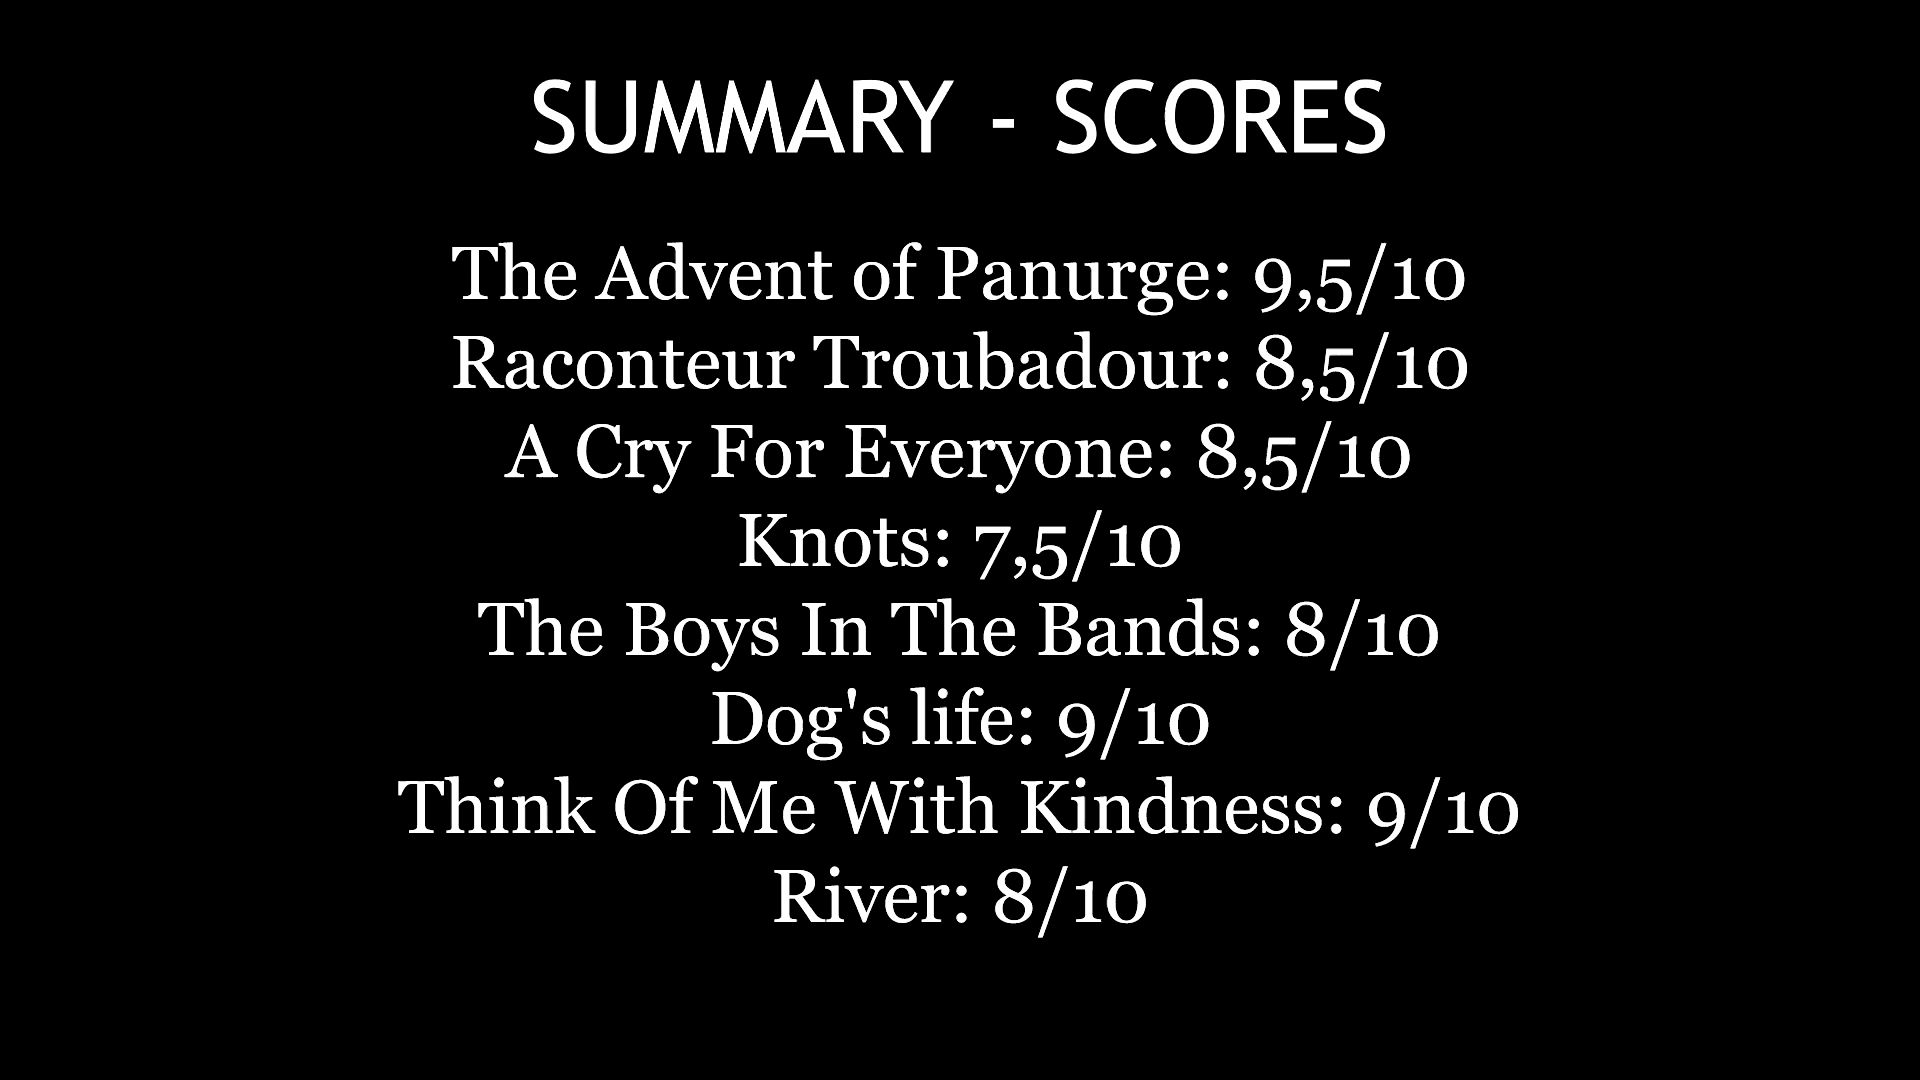 SUMMARY - SCORES
The Advent of Panurge: 9,5/10
Raconteur Troubadour: 8,5/10
A Cry For Everyone: 8,5/10
Knots: 7,5/10
The Boys In The Bands: 8/10
Dog's life: 9/10
Think Of Me With Kindness: 9/10
River: 8/10